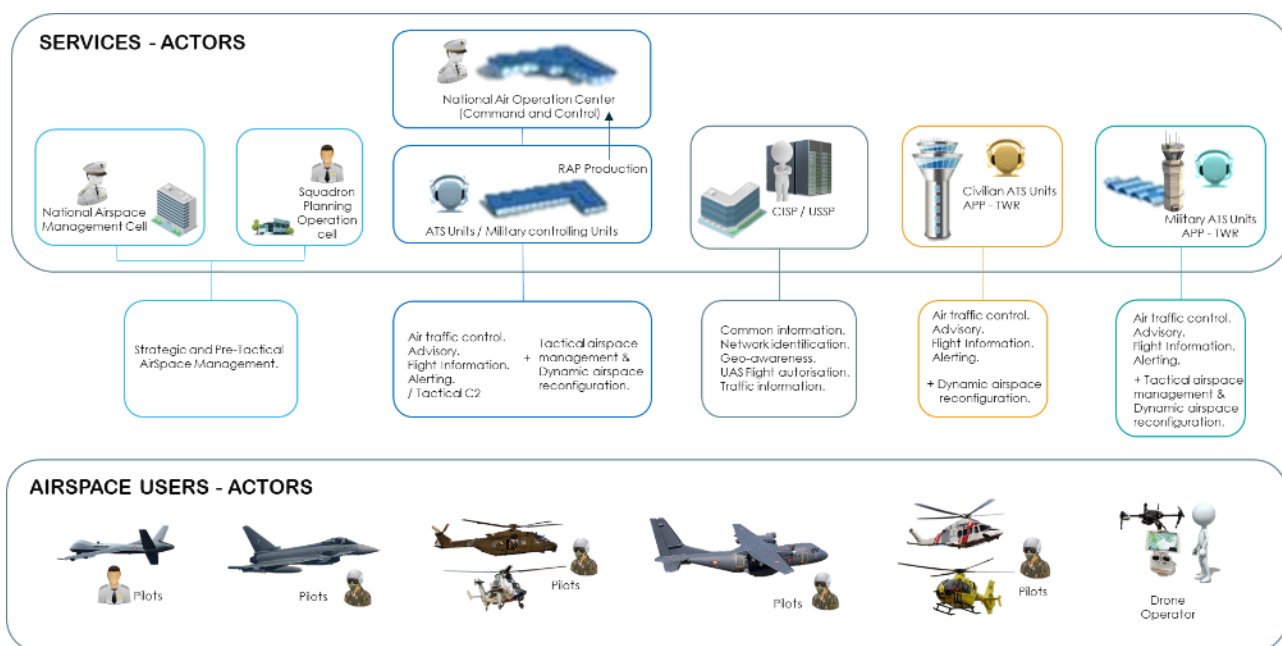 SERVICES - ACTORS
National Air Operation Center
(Command and Control)
RAP Production
National Airspace
Management Cell
Squadron
Planning
Operation
cell
ATS Units / Military controlling Units
CISP / USSP
Civilian ATS Units
APP - TWR
Military ATS Units
APP - TWR
Strategic and Pre-Tactical
AirSpace Management.
Air traffic control.
Advisory.
Flight Information.
Alerting.
/ Tactical C2
+ Tactical airspace
management &
Dynamic airspace
reconfiguration.
Common information.
Network identification.
Geo-awareness.
UAS Flight autorisation.
Traffic information.
Air traffic control.
Advisory.
Flight Information.
Alerting.
+ Dynamic airspace
reconfiguration.
Air traffic control.
Advisory.
Flight Information.
Alerting.
+ Tactical airspace
management &
Dynamic airspace
reconfiguration.
AIRSPACE USERS - ACTORS
Pilots
Pilots
Pilots
Pilots
Pilots
Drone
Operator